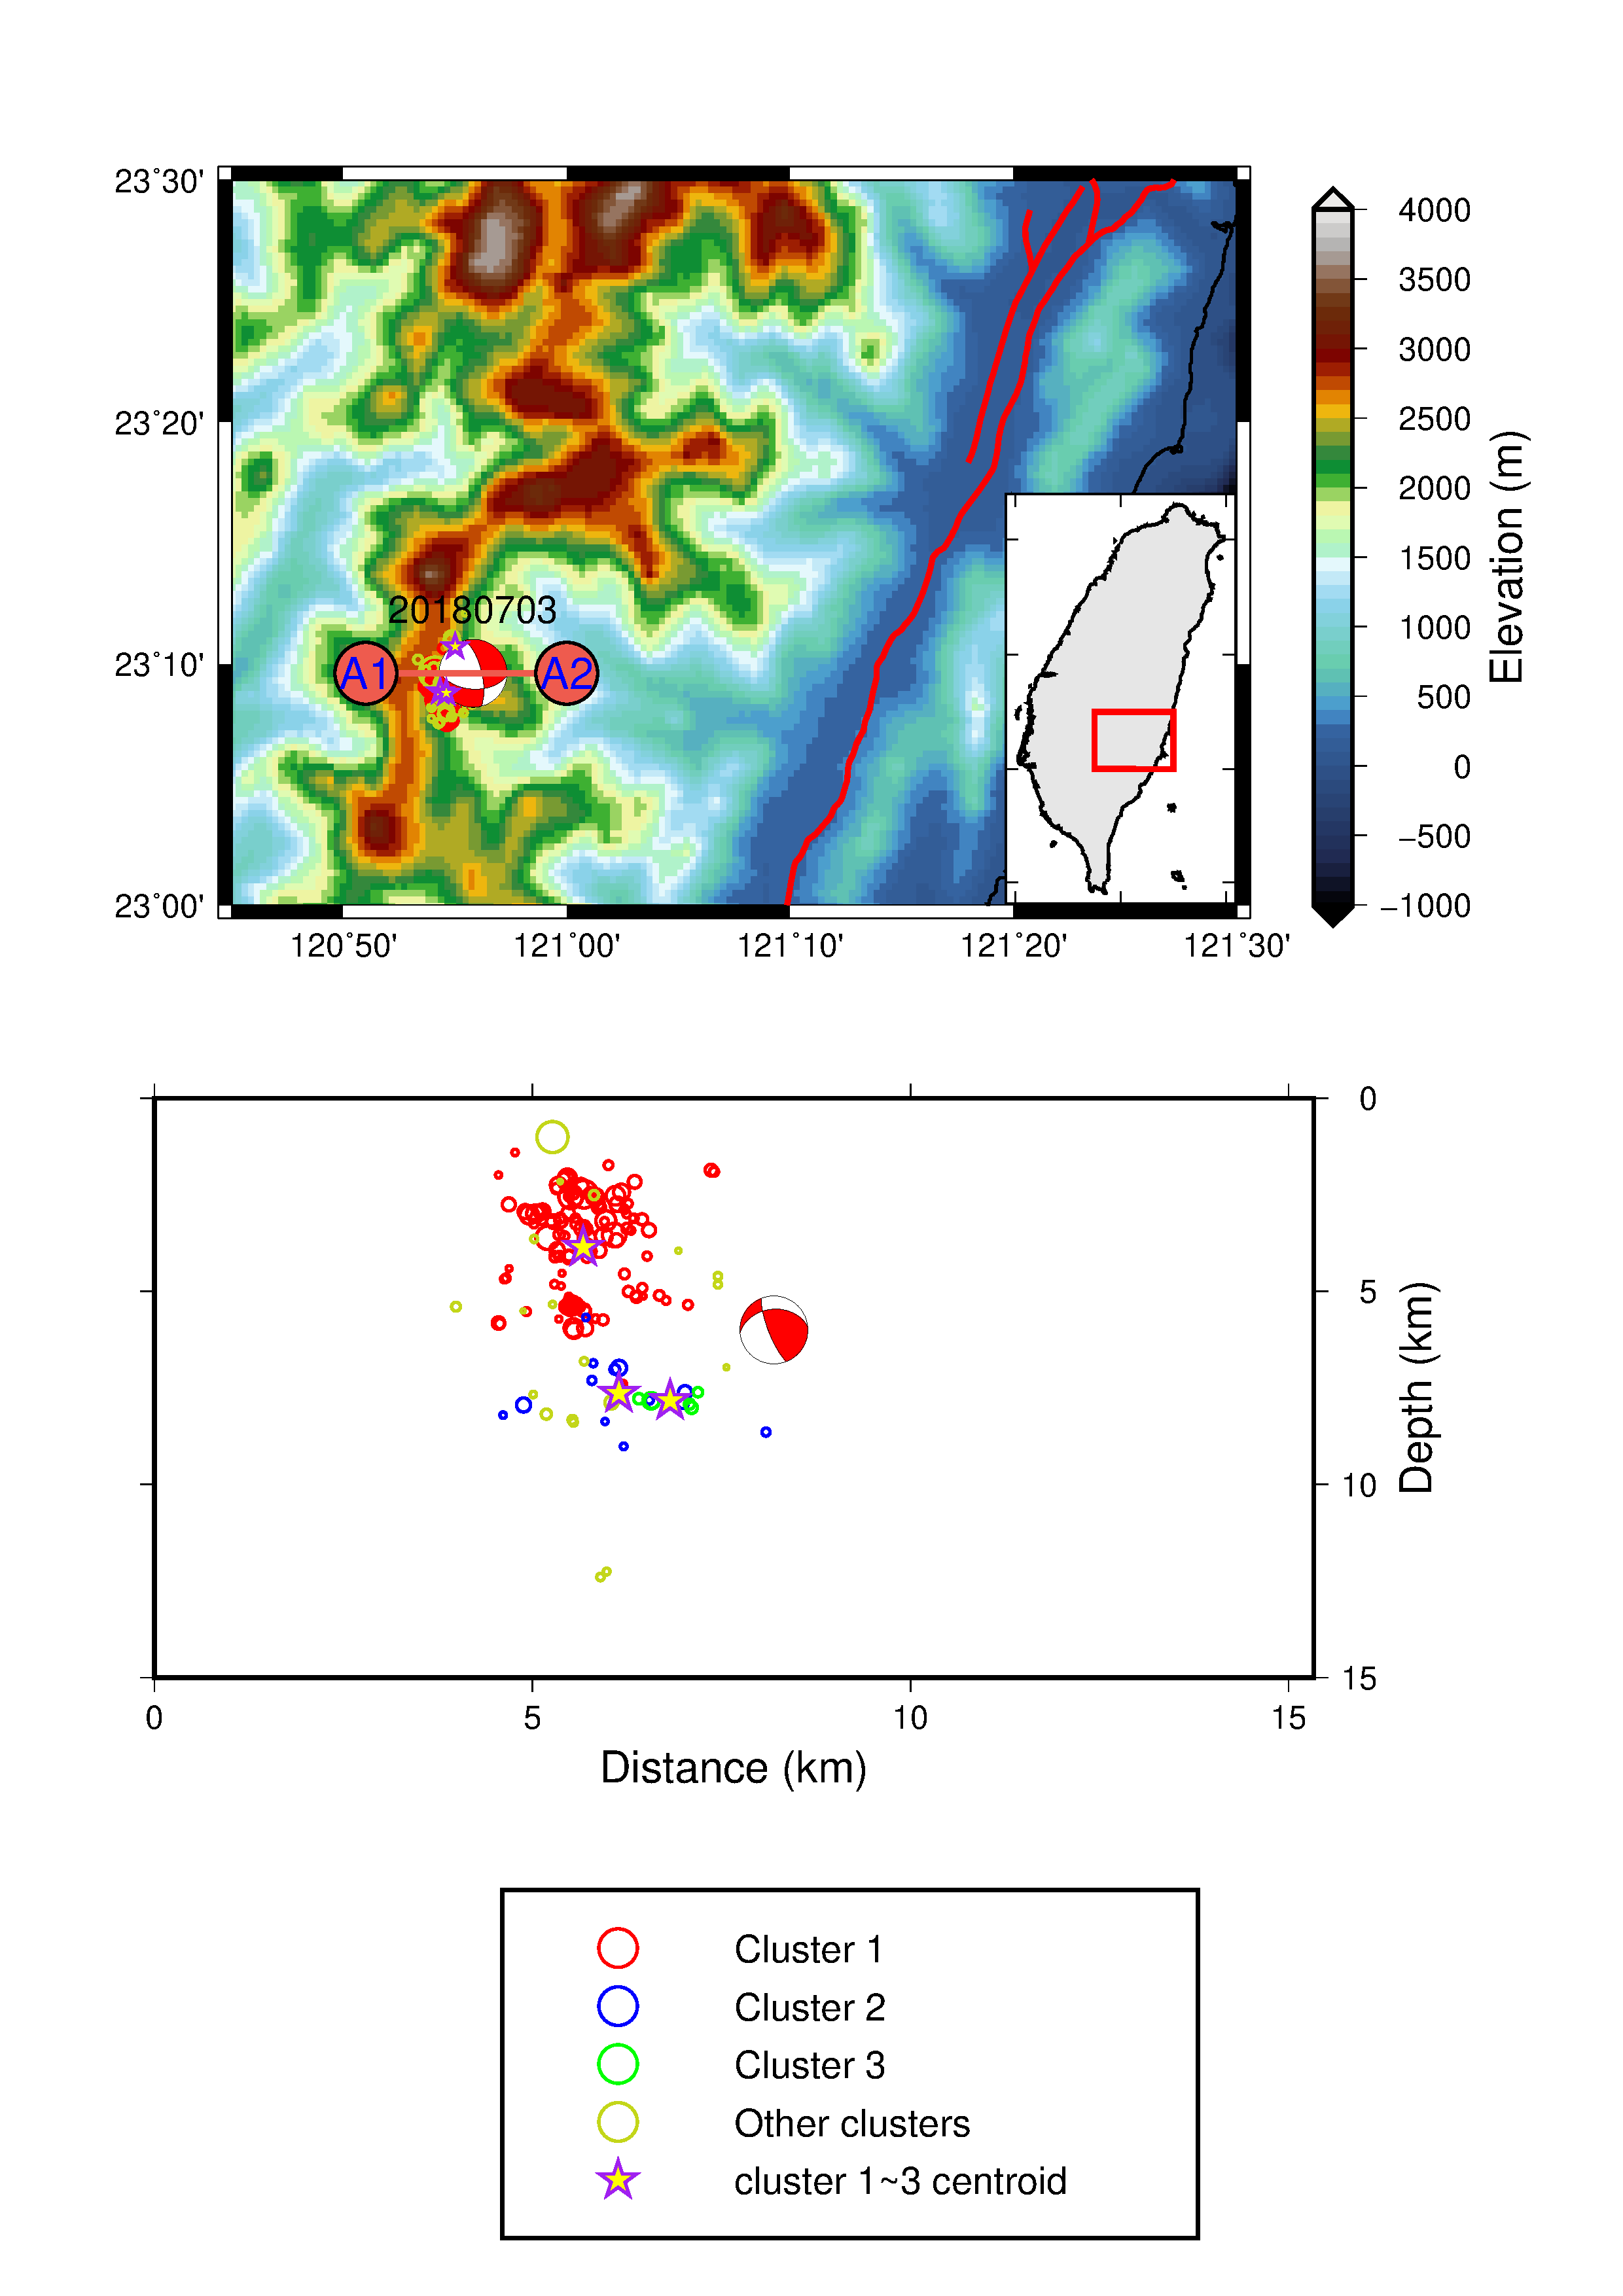 23°30'
23°20'
23°10'
23°00'
120°50'
121°00'
121°10'
121°20'
121°30'
20180703
A1
A2
4000
3500
3000
2500
2000
1500
1000
500
0
−500
−1000
Elevation (m)
0
5
10
15
Depth (km)
0
5
10
15
Distance (km)
Cluster 1
Cluster 2
Cluster 3
Other clusters
cluster 1~3 centroid